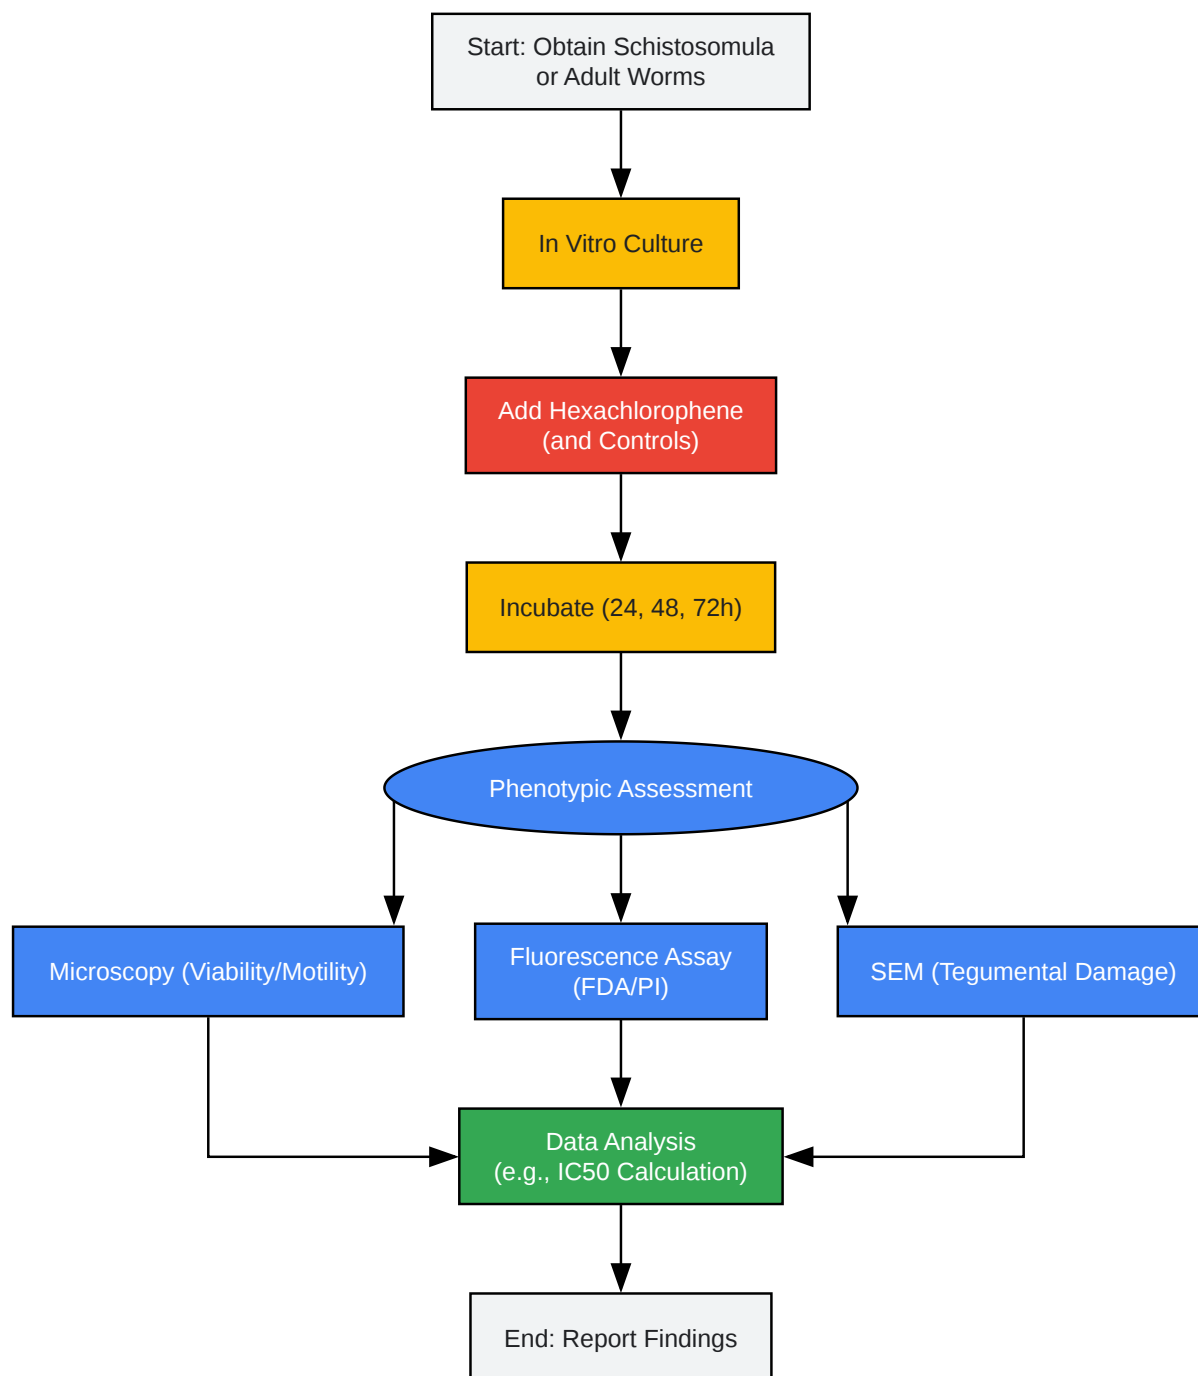 Start: Obtain Schistosomula
or Adult Worms
In Vitro Culture
Add Hexachlorophene
(and Controls)
Incubate (24, 48, 72h)
Phenotypic Assessment
Microscopy (Viability/Motility)
Fluorescence Assay
(FDA/PI)
SEM (Tegumental Damage)
Data Analysis
(e.g., IC50 Calculation)
End: Report Findings